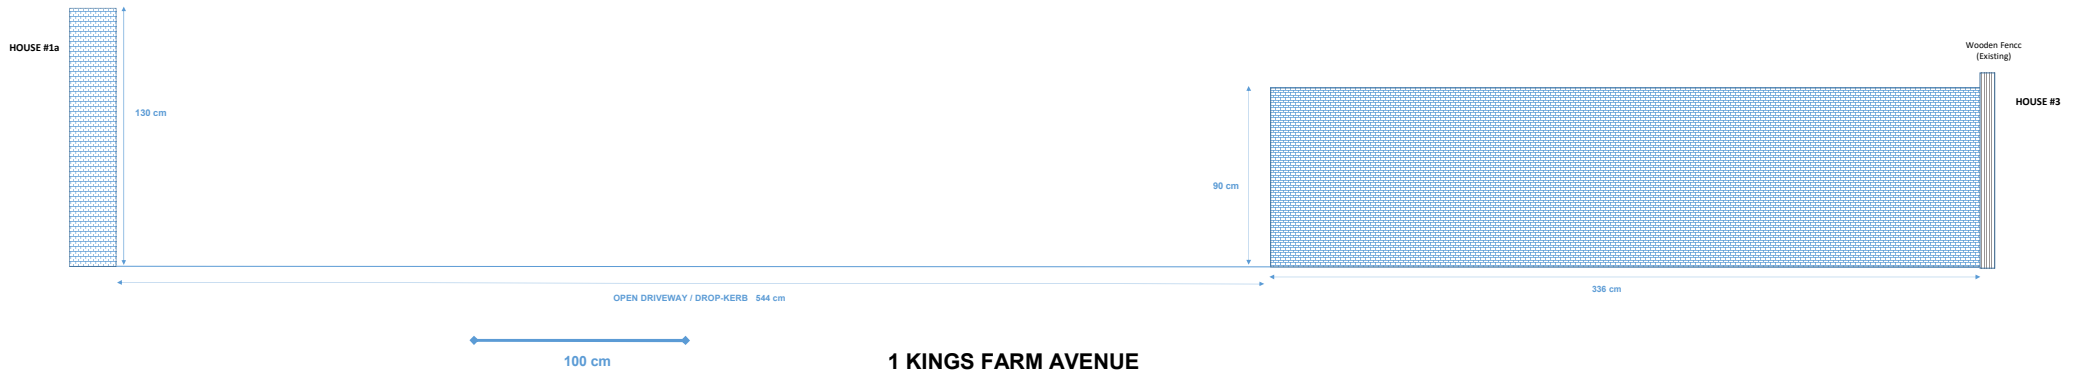 HOUSE #1a
130 cm
Wooden Fencc
(Existing)
HOUSE #3
90 cm
OPEN DRIVEWAY / DROP-KERB 544 cm
336 cm
100 cm
1 KINGS FARM AVENUE